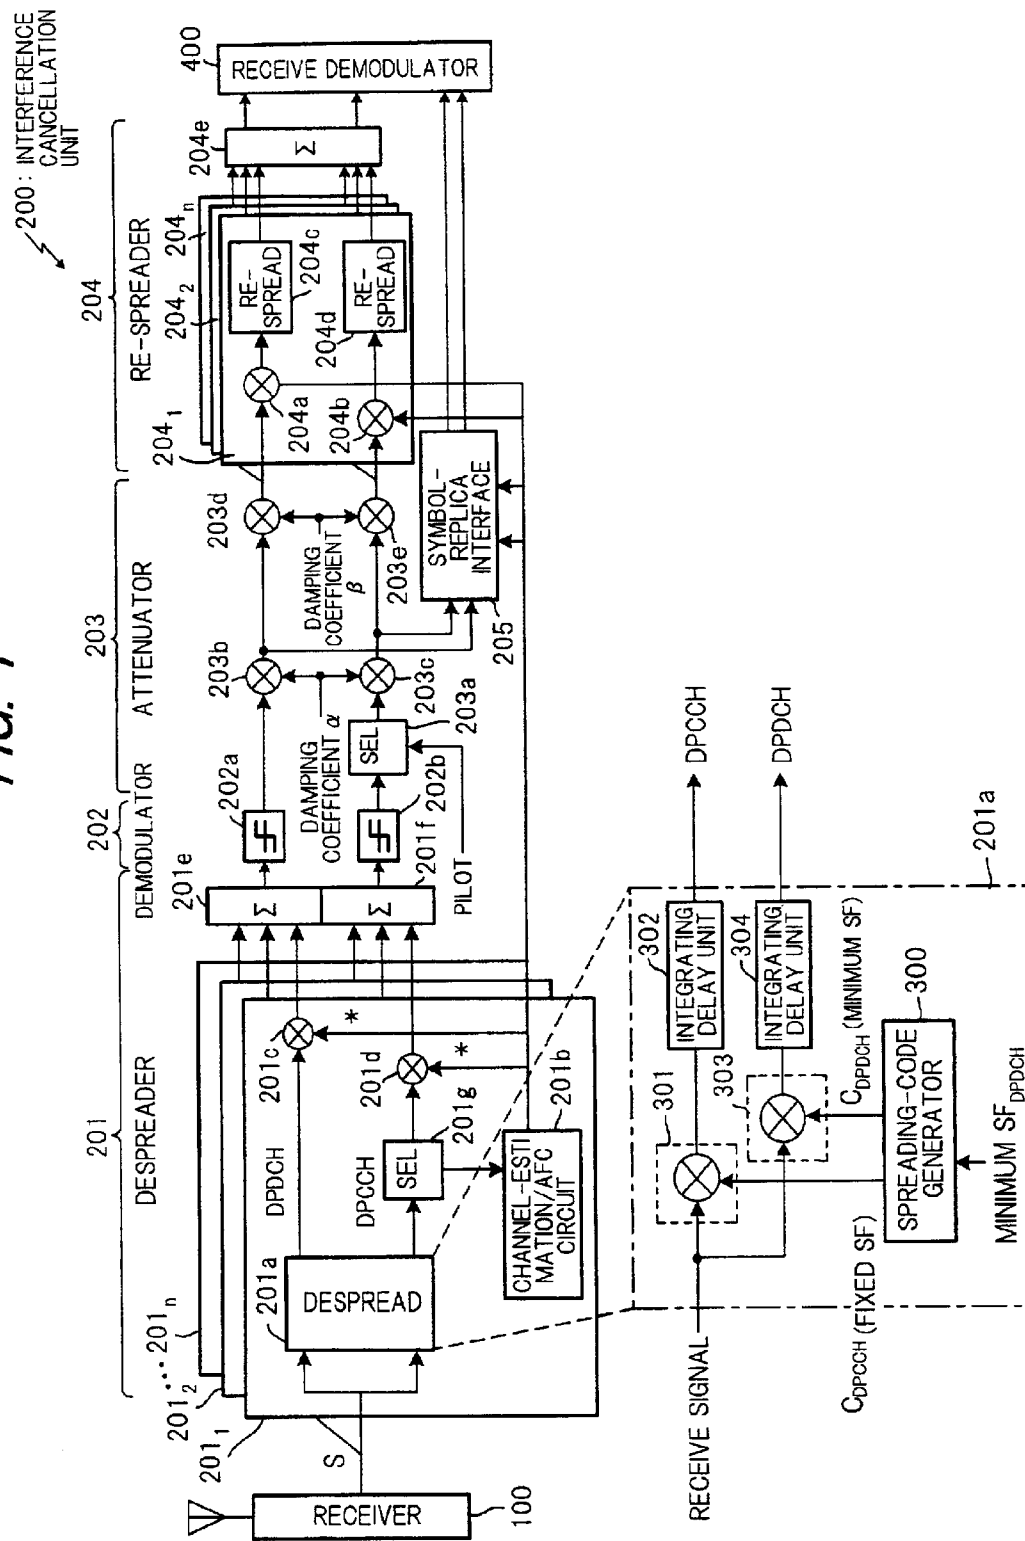 FIG. 1
200: INTERFERENCE
CANCELLATION
UNIT
201
DESPREADER
202
DEMODULATOR
203
ATTENUATOR
204
RE-SPREADER
RECEIVER
100
S
201₁
201₂
····
201n
201a
DESPREAD
DPDCH
DPCCH
201c
*
201d
*
201g
SEL
201b
CHANNEL-ESTI
MATION/AFC
CIRCUIT
201e
Σ
Σ
201f
202a
202b
PILOT
DAMPING
COEFFICIENT α
203b
203c
203a
SEL
203d
203e
DAMPING
COEFFICIENT
β
205
SYMBOL-
REPLICA
INTERFACE
204₁
204₂
204n
204a
204b
RE-
SPREAD
204c
RE-
SPREAD
204d
204e
Σ
400
RECEIVE DEMODULATOR
201a
RECEIVE SIGNAL
301
302
INTEGRATING
DELAY UNIT
DPCCH
303
304
INTEGRATING
DELAY UNIT
DPDCH
CDPCCH (FIXED SF)
CDPDCH (MINIMUM SF)
300
SPREADING-CODE
GENERATOR
MINIMUM SFDPDCH